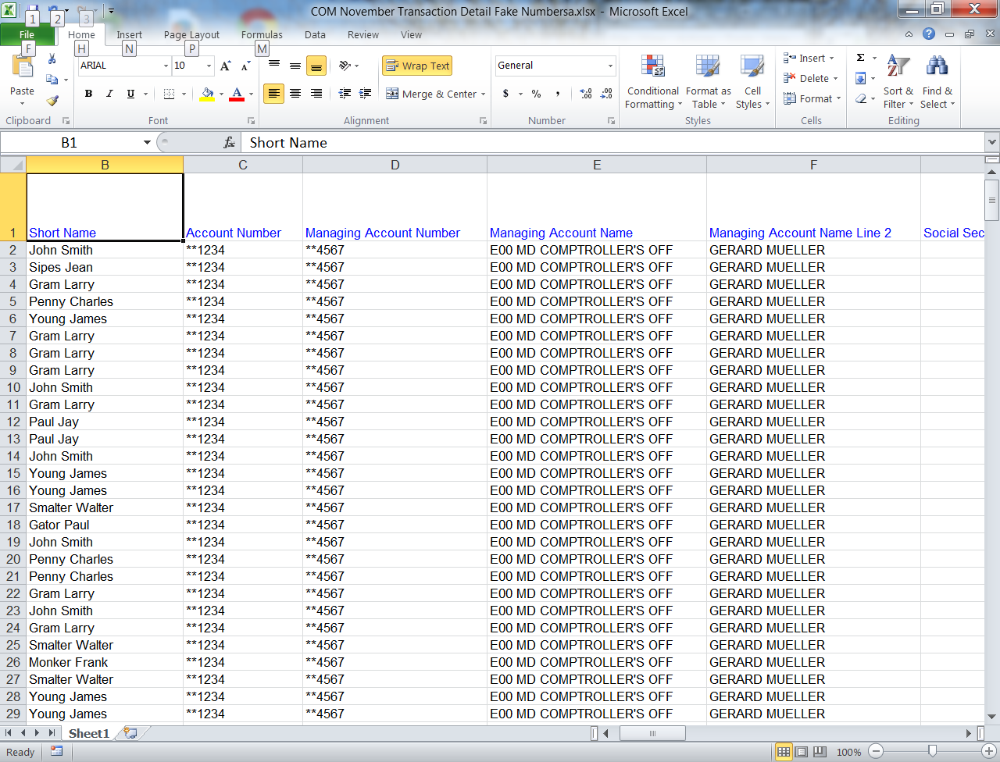 COM November Transaction Detail Fake Numbersa.xlsx - Microsoft Excel
1 2 3
File Home Insert Page Layout Formulas Data Review View
F H N P M
ARIAL 10 Wrap Text General Insert
Paste Conditional Formatting Format as Table Cell Styles Delete Sort & Filter Find & Select
B I U A Merge & Center $ % , Format
Clipboard Font Alignment Number Styles Cells Editing
B1 fx Short Name
B C D E F
1 Short Name Account Number Managing Account Number Managing Account Name Managing Account Name Line 2 Social Sec
2 John Smith **1234 **4567 E00 MD COMPTROLLER'S OFF GERARD MUELLER
3 Sipes Jean **1234 **4567 E00 MD COMPTROLLER'S OFF GERARD MUELLER
4 Gram Larry **1234 **4567 E00 MD COMPTROLLER'S OFF GERARD MUELLER
5 Penny Charles **1234 **4567 E00 MD COMPTROLLER'S OFF GERARD MUELLER
6 Young James **1234 **4567 E00 MD COMPTROLLER'S OFF GERARD MUELLER
7 Gram Larry **1234 **4567 E00 MD COMPTROLLER'S OFF GERARD MUELLER
8 Gram Larry **1234 **4567 E00 MD COMPTROLLER'S OFF GERARD MUELLER
9 Gram Larry **1234 **4567 E00 MD COMPTROLLER'S OFF GERARD MUELLER
10 John Smith **1234 **4567 E00 MD COMPTROLLER'S OFF GERARD MUELLER
11 Gram Larry **1234 **4567 E00 MD COMPTROLLER'S OFF GERARD MUELLER
12 Paul Jay **1234 **4567 E00 MD COMPTROLLER'S OFF GERARD MUELLER
13 Paul Jay **1234 **4567 E00 MD COMPTROLLER'S OFF GERARD MUELLER
14 John Smith **1234 **4567 E00 MD COMPTROLLER'S OFF GERARD MUELLER
15 Young James **1234 **4567 E00 MD COMPTROLLER'S OFF GERARD MUELLER
16 Young James **1234 **4567 E00 MD COMPTROLLER'S OFF GERARD MUELLER
17 Smalter Walter **1234 **4567 E00 MD COMPTROLLER'S OFF GERARD MUELLER
18 Gator Paul **1234 **4567 E00 MD COMPTROLLER'S OFF GERARD MUELLER
19 John Smith **1234 **4567 E00 MD COMPTROLLER'S OFF GERARD MUELLER
20 Penny Charles **1234 **4567 E00 MD COMPTROLLER'S OFF GERARD MUELLER
21 Penny Charles **1234 **4567 E00 MD COMPTROLLER'S OFF GERARD MUELLER
22 Gram Larry **1234 **4567 E00 MD COMPTROLLER'S OFF GERARD MUELLER
23 John Smith **1234 **4567 E00 MD COMPTROLLER'S OFF GERARD MUELLER
24 Gram Larry **1234 **4567 E00 MD COMPTROLLER'S OFF GERARD MUELLER
25 Smalter Walter **1234 **4567 E00 MD COMPTROLLER'S OFF GERARD MUELLER
26 Monker Frank **1234 **4567 E00 MD COMPTROLLER'S OFF GERARD MUELLER
27 Smalter Walter **1234 **4567 E00 MD COMPTROLLER'S OFF GERARD MUELLER
28 Young James **1234 **4567 E00 MD COMPTROLLER'S OFF GERARD MUELLER
29 Young James **1234 **4567 E00 MD COMPTROLLER'S OFF GERARD MUELLER
Sheet1
Ready 100%